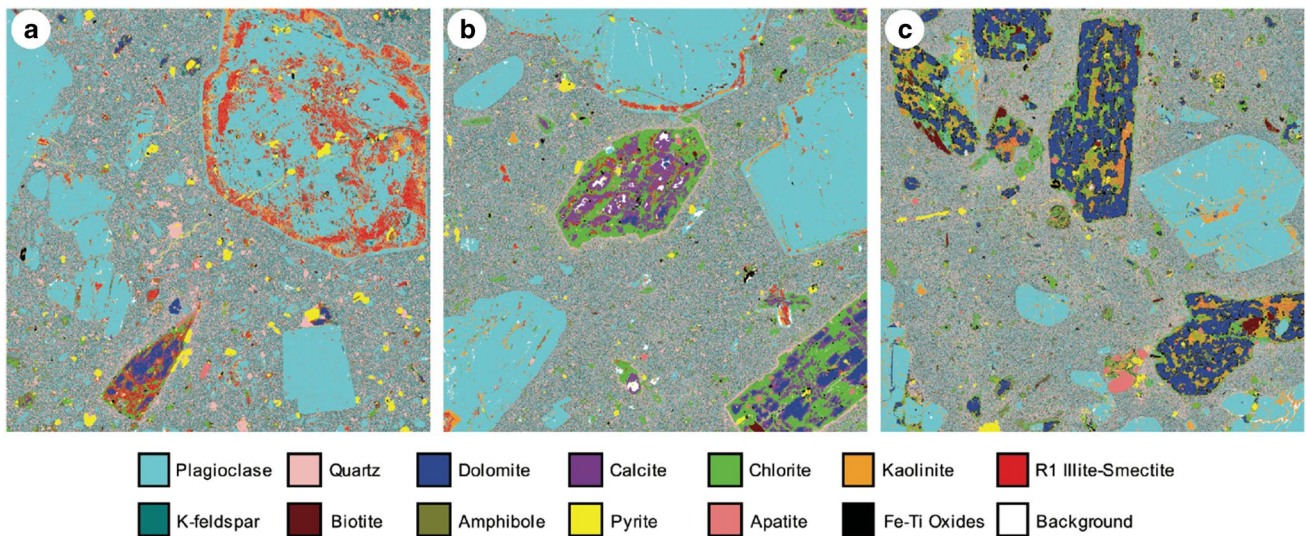 a
b
c
Plagioclase
Quartz
Dolomite
Calcite
Chlorite
Kaolinite
R1 Illite-Smectite
K-feldspar
Biotite
Amphibole
Pyrite
Apatite
Fe-Ti Oxides
Background